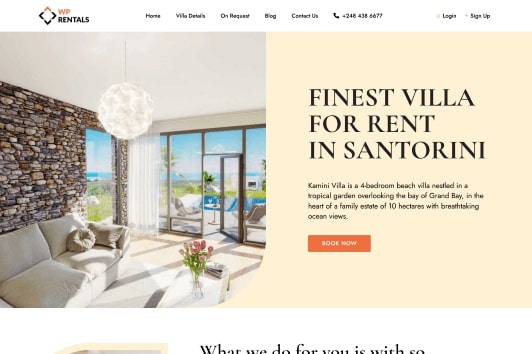 WP
RENTALS
Home Villa Details On Request Blog Contact Us +248 438 6677 Login Sign Up
FINEST VILLA
FOR RENT
IN SANTORINI
Kamini Villa is a 4-bedroom beach villa nestled in a
tropical garden overlooking the bay of Grand Bay, in the
heart of a family estate of 10 hectares with breathtaking
ocean views.
BOOK NOW
What we do for you is with so